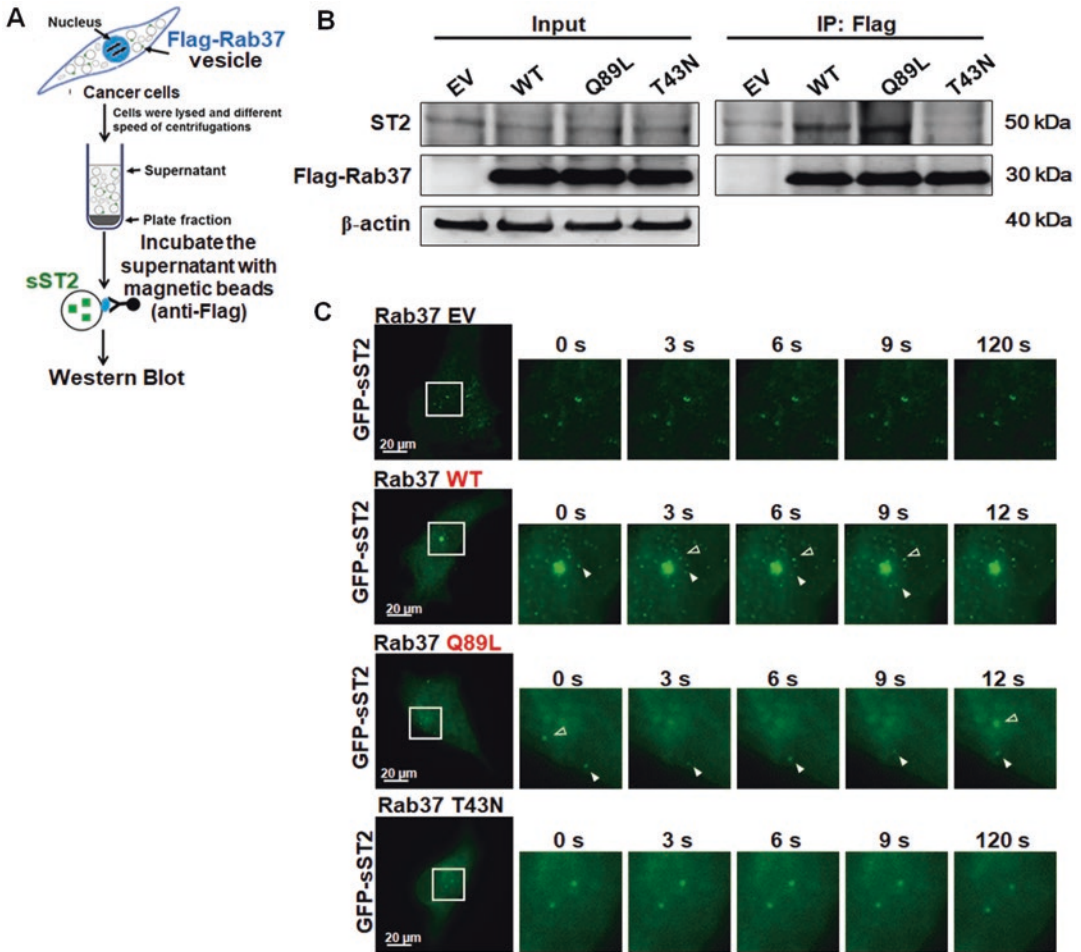 A
Nucleus
Flag-Rab37
vesicle
Cancer cells
Cells were lysed and different
speed of centrifugations
Supernatant
Plate fraction
Incubate the
supernatant with
magnetic beads
(anti-Flag)
sST2
Western Blot
B
Input
IP: Flag
EV WT Q89L T43N
EV WT Q89L T43N
ST2
50 kDa
Flag-Rab37
30 kDa
β-actin
40 kDa
C
Rab37 EV
GFP-sST2
20 µm
0 s 3 s 6 s 9 s 120 s
Rab37 WT
GFP-sST2
20 µm
0 s 3 s 6 s 9 s 12 s
Rab37 Q89L
GFP-sST2
20 µm
0 s 3 s 6 s 9 s 12 s
Rab37 T43N
GFP-sST2
20 µm
0 s 3 s 6 s 9 s 120 s